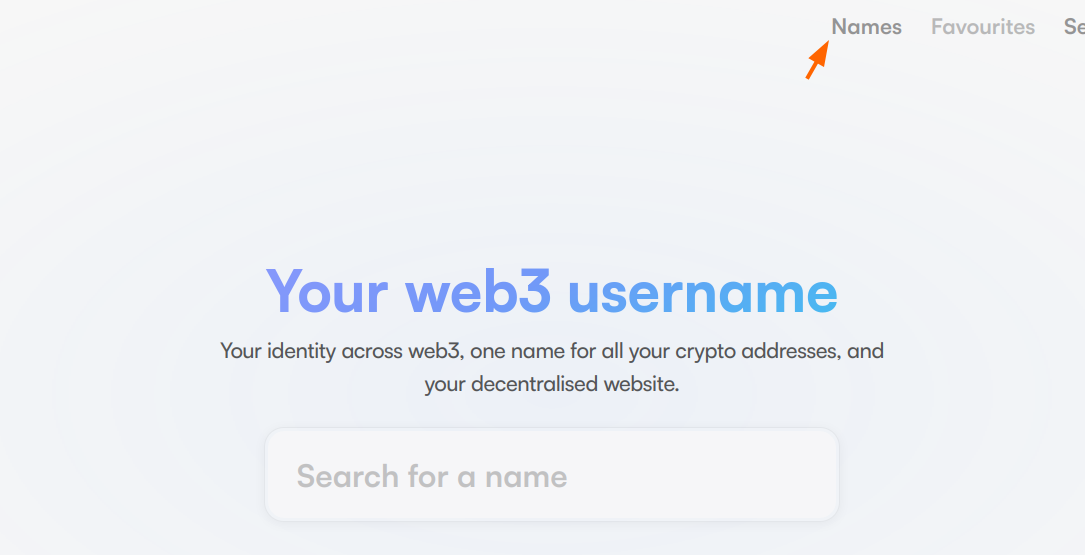 Names Favourites Se
Your web3 username
Your identity across web3, one name for all your crypto addresses, and
your decentralised website.
Search for a name